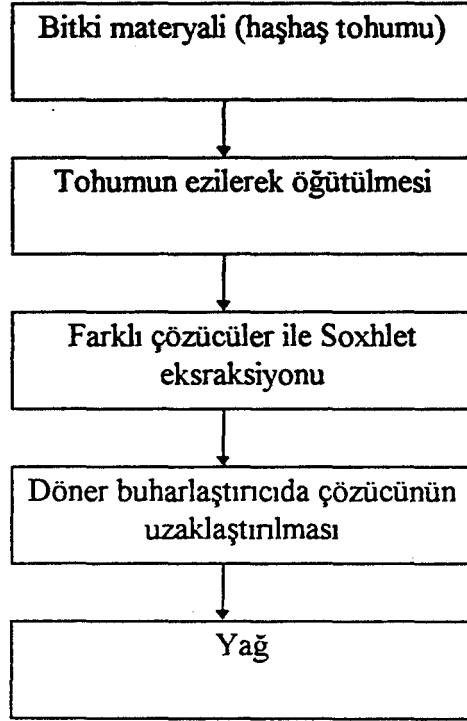 Bitki materyali (haşhaş tohumu)
Tohumun ezilerek öğütülmesi
Farklı çözücüler ile Soxhlet
eksraksiyonu
Döner buharlaştırıcıda çözücünün
uzaklaştırılması
Yağ